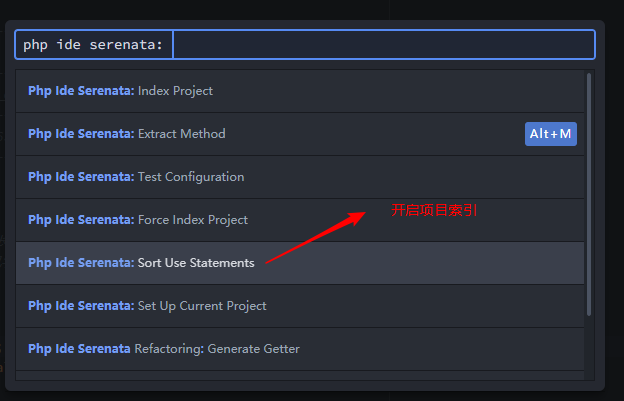 php ide serenata:
Php Ide Serenata: Index Project
Php Ide Serenata: Extract Method Alt+M
Php Ide Serenata: Test Configuration
开启项目索引
Php Ide Serenata: Force Index Project
Php Ide Serenata: Sort Use Statements
Php Ide Serenata: Set Up Current Project
Php Ide Serenata Refactoring: Generate Getter